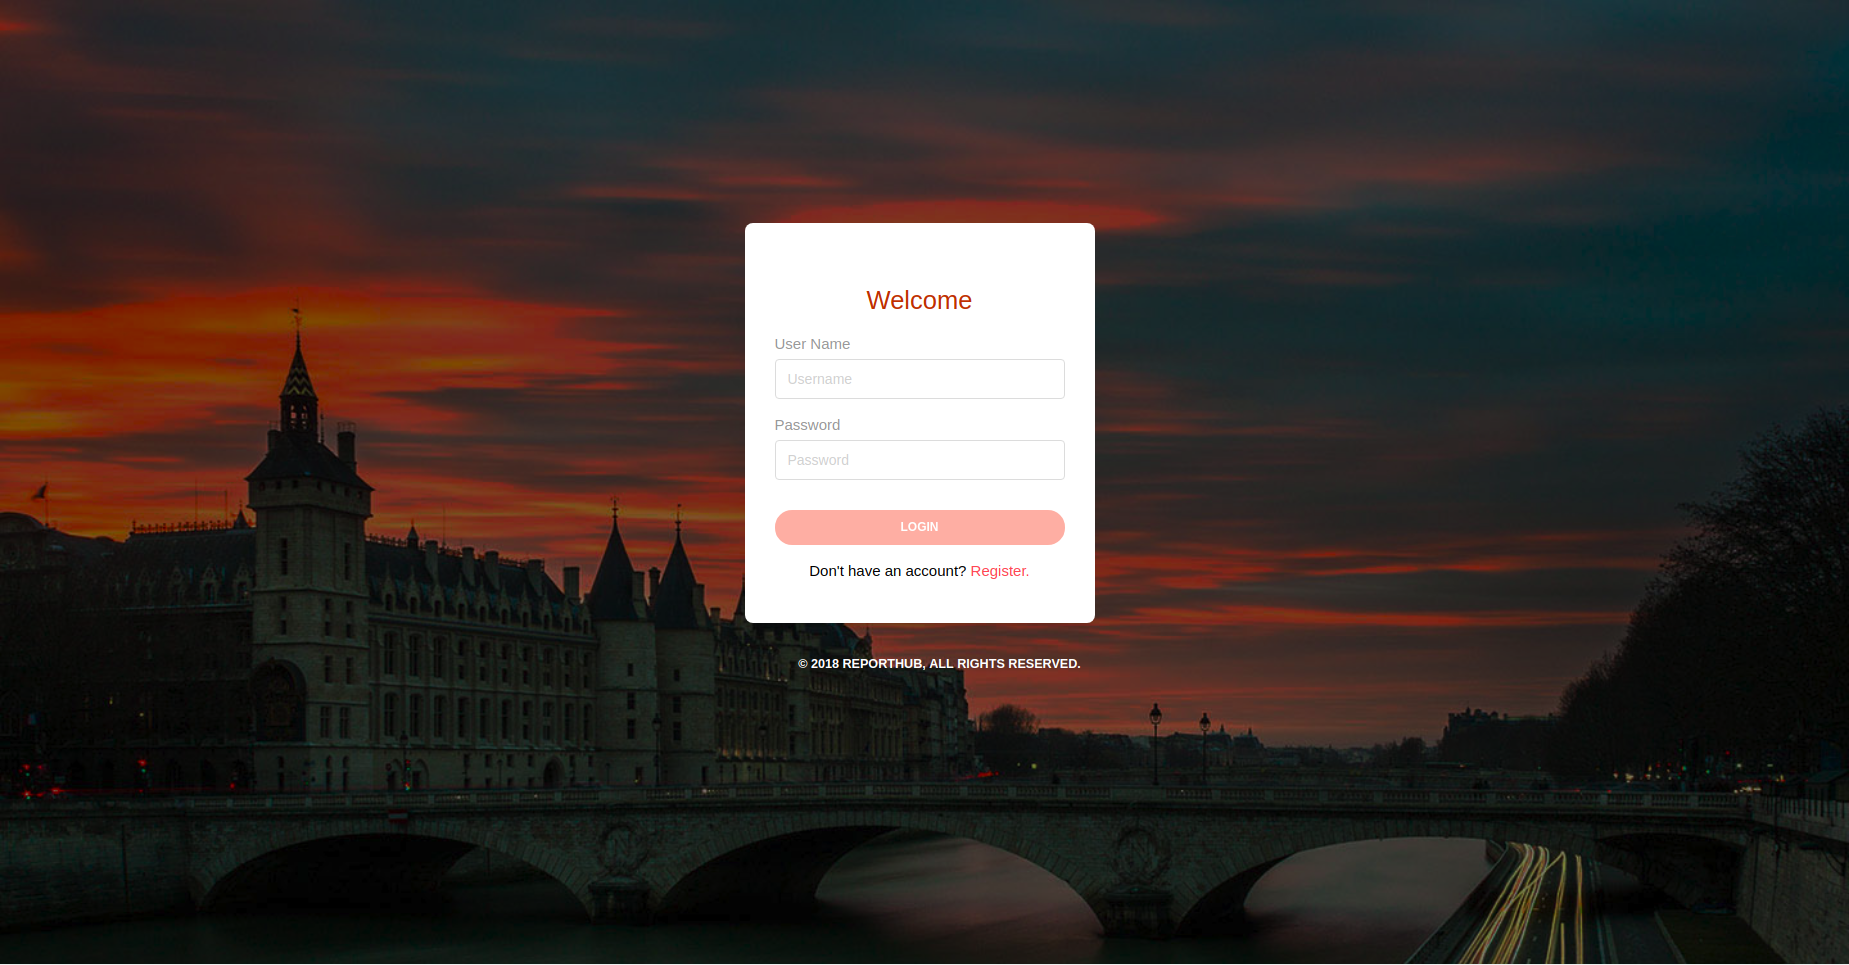 Welcome
User Name
Username
Password
Password
LOGIN
Don't have an account? Register.
© 2018 REPORTHUB, ALL RIGHTS RESERVED.